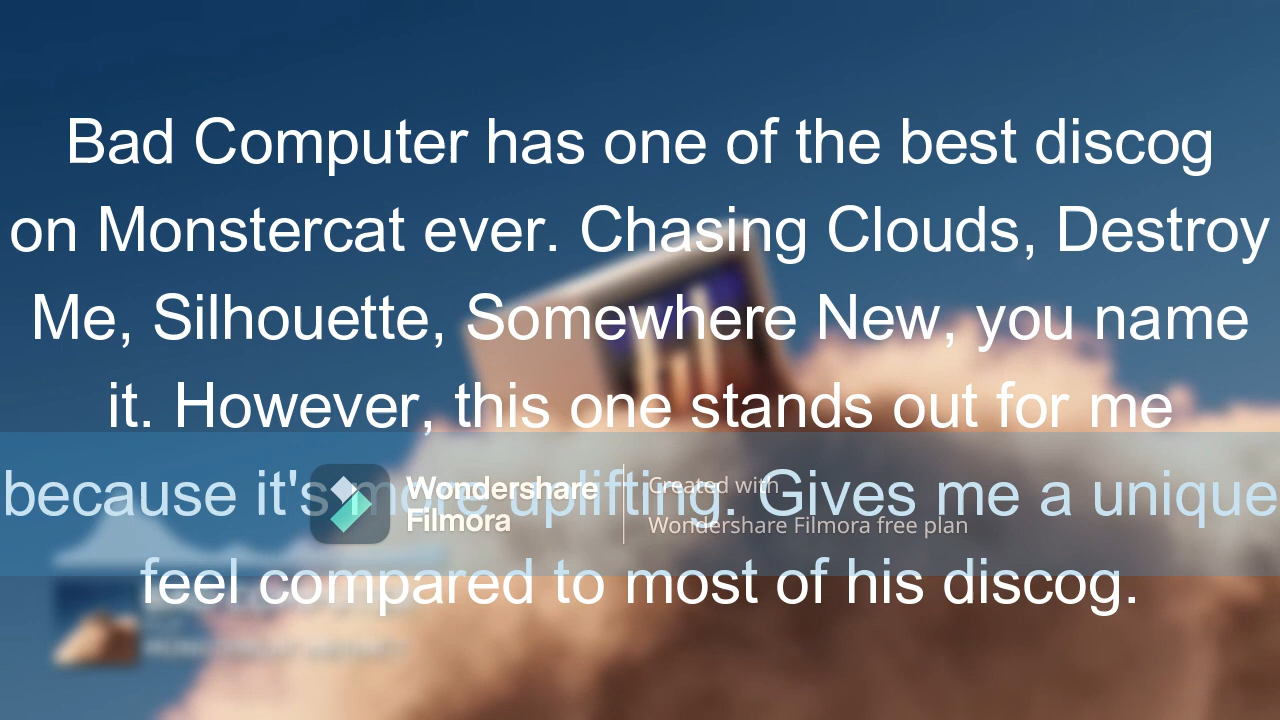 Bad Computer has one of the best discog
on Monstercat ever. Chasing Clouds, Destroy
Me, Silhouette, Somewhere New, you name
it. However, this one stands out for me
because it's more uplifting. Gives me a unique
Wondershare
Filmora
Created with
Wondershare Filmora free plan
feel compared to most of his discog.